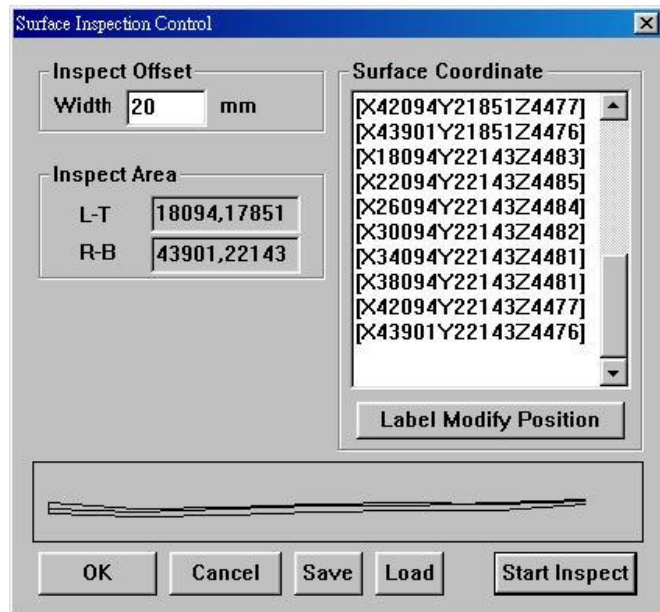 Surface Inspection Control
Inspect Offset
Width 20 mm
Inspect Area
L-T 18094,17851
R-B 43901,22143
Surface Coordinate
[X42094Y21851Z4477]
[X43901Y21851Z4476]
[X18094Y22143Z4483]
[X22094Y22143Z4485]
[X26094Y22143Z4484]
[X30094Y22143Z4482]
[X34094Y22143Z4481]
[X38094Y22143Z4481]
[X42094Y22143Z4477]
[X43901Y22143Z4476]
Label Modify Position
OK Cancel Save Load Start Inspect